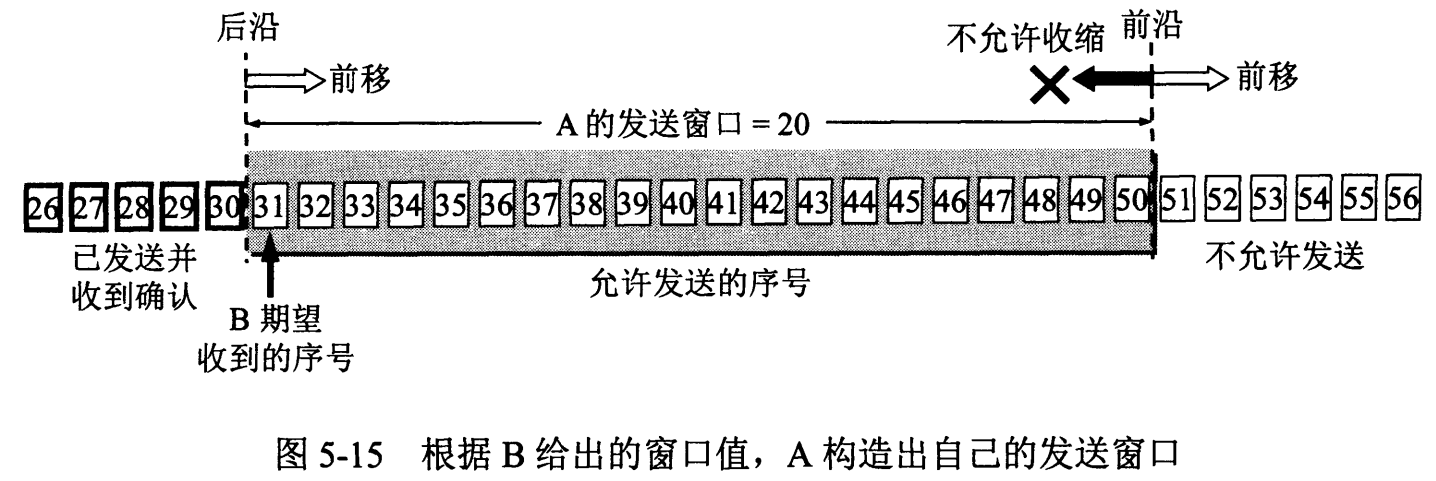 后沿
不允许收缩 前沿
前移
前移
A 的发送窗口 = 20
26 27 28 29 30 31 32 33 34 35 36 37 38 39 40 41 42 43 44 45 46 47 48 49 50 51 52 53 54 55 56
已发送并
收到确认
允许发送的序号
不允许发送
B 期望
收到的序号
图 5-15 根据 B 给出的窗口值，A 构造出自己的发送窗口